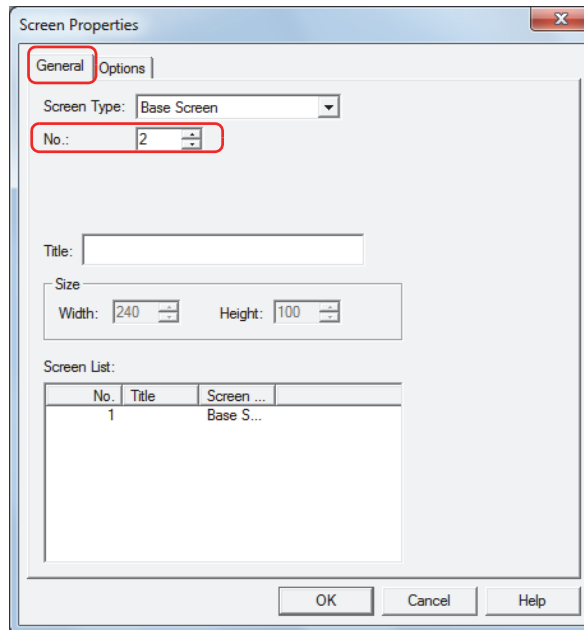 Screen Properties
General Options
Screen Type: Base Screen
No.: 2
Title:
Size
Width: 240 Height: 100
Screen List:
No. Title Screen ...
1 Base S...
OK Cancel Help